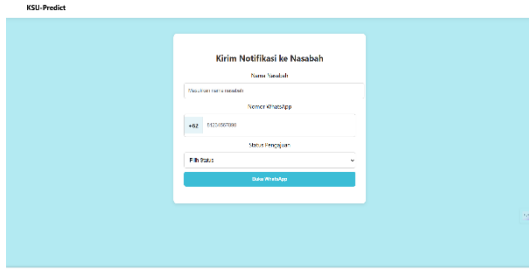 KSU-Predict
Kirim Notifikasi ke Nasabah
Nama Nasabah
Masukkan nama nasabah
Nomor WhatsApp
+62
Status Pengajuan
Pilih Status
Buka WhatsApp